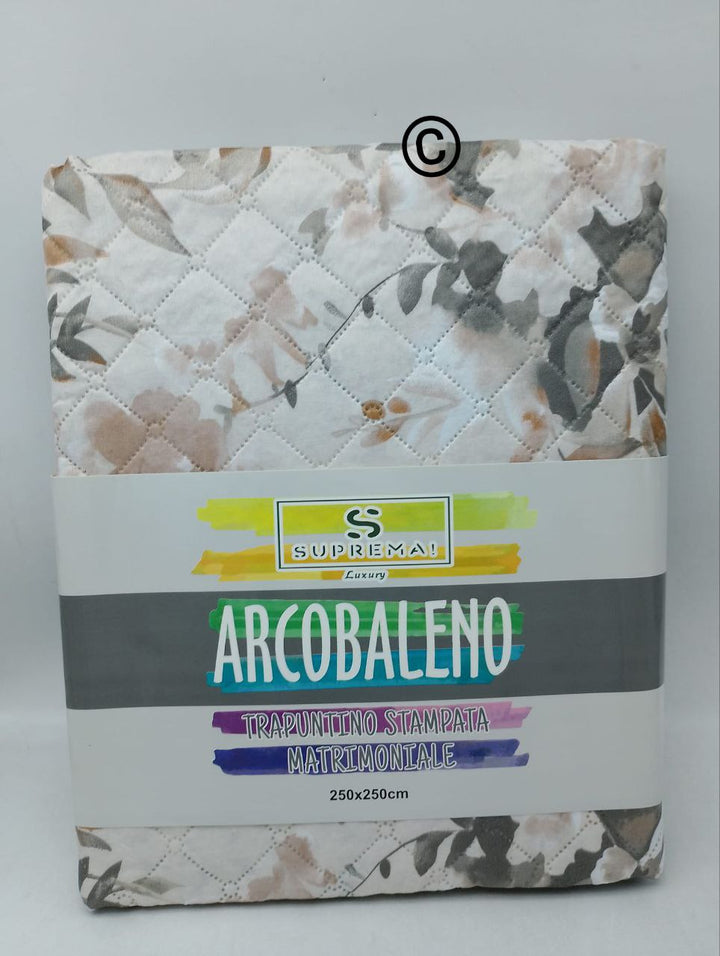 ©
S
SUPREMA!
Luxury
ARCOBALENO
TRAPUNTINO STAMPATA
MATRIMONIALE
250x250cm